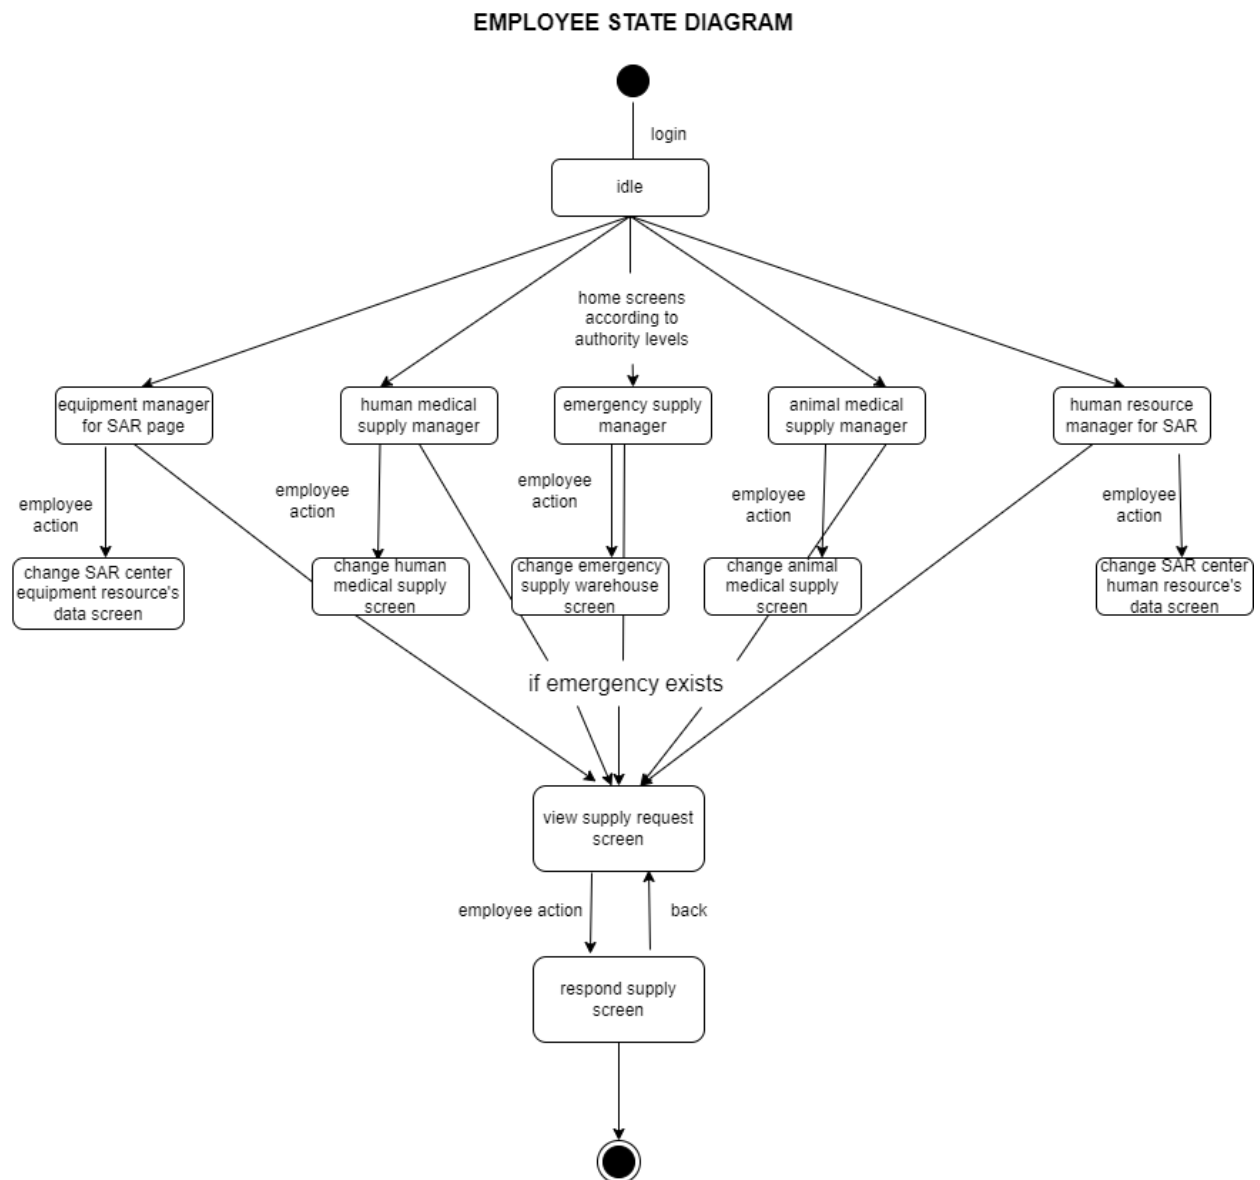 EMPLOYEE STATE DIAGRAM
login
idle
home screens
according to
authority levels
equipment manager
for SAR page
human medical
supply manager
emergency supply
manager
animal medical
supply manager
human resource
manager for SAR
employee
action
employee
action
employee
action
employee
action
employee
action
change SAR center
equipment resource's
data screen
change human
medical supply
screen
change emergency
supply warehouse
screen
change animal
medical supply
screen
change SAR center
human resource's
data screen
if emergency exists
view supply request
screen
employee action
back
respond supply
screen